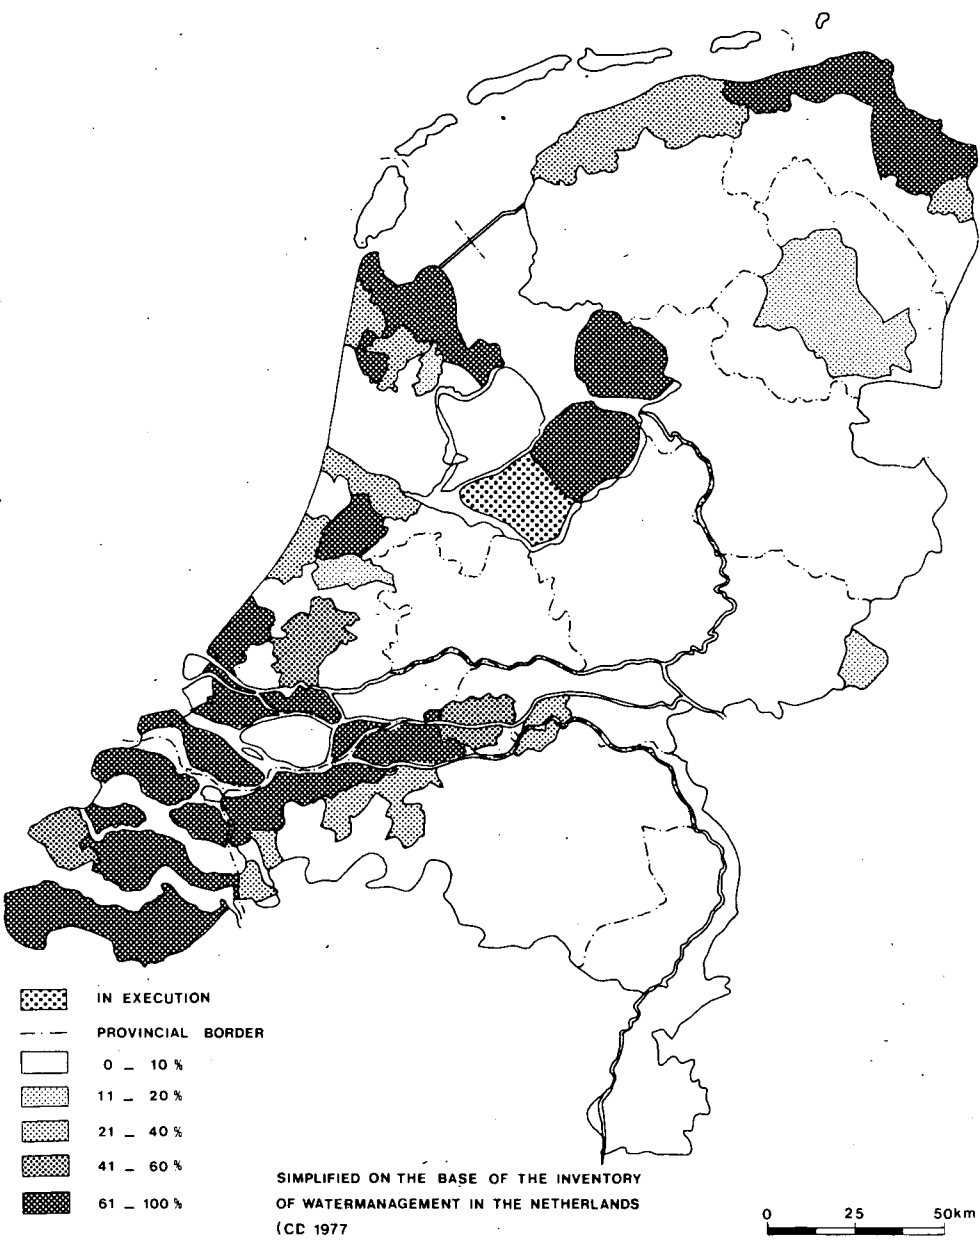 IN EXECUTION
PROVINCIAL BORDER
0 _ 10 %
11 _ 20 %
21 _ 40 %
41 _ 60 %
61 _ 100 %
SIMPLIFIED ON THE BASE OF THE INVENTORY
OF WATERMANAGEMENT IN THE NETHERLANDS
(CD 1977
0 25 50km